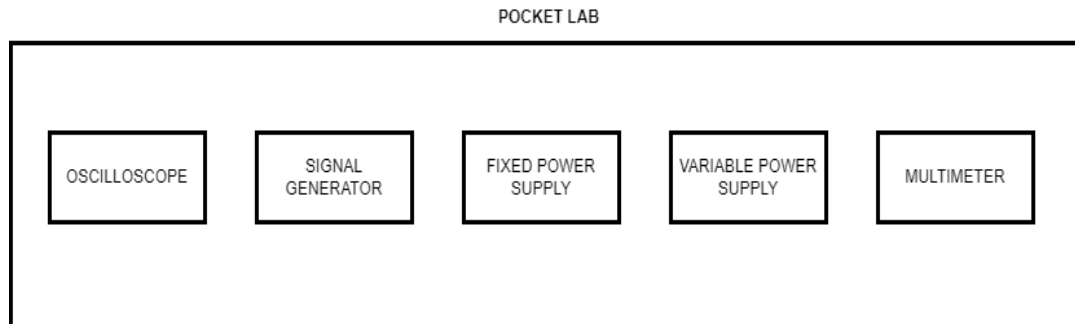 POCKET LAB
OSCILLOSCOPE
SIGNAL
GENERATOR
FIXED POWER
SUPPLY
VARIABLE POWER
SUPPLY
MULTIMETER